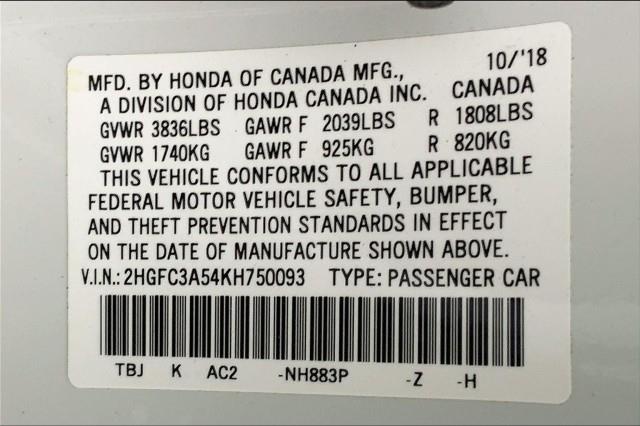 10/'18
MFD. BY HONDA OF CANADA MFG.,
A DIVISION OF HONDA CANADA INC. CANADA
GVWR 3836LBS GAWR F 2039LBS R 1808LBS
GVWR 1740KG GAWR F 925KG R 820KG
THIS VEHICLE CONFORMS TO ALL APPLICABLE
FEDERAL MOTOR VEHICLE SAFETY, BUMPER,
AND THEFT PREVENTION STANDARDS IN EFFECT
ON THE DATE OF MANUFACTURE SHOWN ABOVE.
V.I.N.:2HGFC3A54KH750093 TYPE: PASSENGER CAR
TBJ K AC2 -NH883P -Z -H